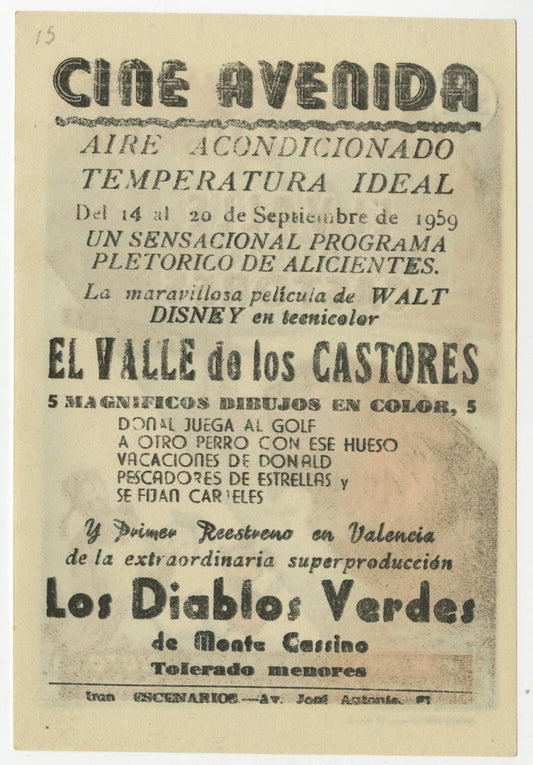 15
CINE AVENIDA
AIRE ACONDICIONADO
TEMPERATURA IDEAL
Del 14 al 20 de Septiembre de 1959
UN SENSACIONAL PROGRAMA
PLETORICO DE ALICIENTES.
La maravillosa película de WALT
DISNEY en tecnicolor
EL VALLE de los CASTORES
5 MAGNIFICOS DIBUJOS EN COLOR, 5
DONAL JUEGA AL GOLF
A OTRO PERRO CON ESE HUESO
VACACIONES DE DONALD
PESCADORES DE ESTRELLAS y
SE FIJAN CARTELES
Y Primer Reestreno en Valencia
de la extraordinaria superproducción
Los Diablos Verdes
de Monte Cassino
Tolerado menores
ESCENARIOS.—Av. José Antonio,